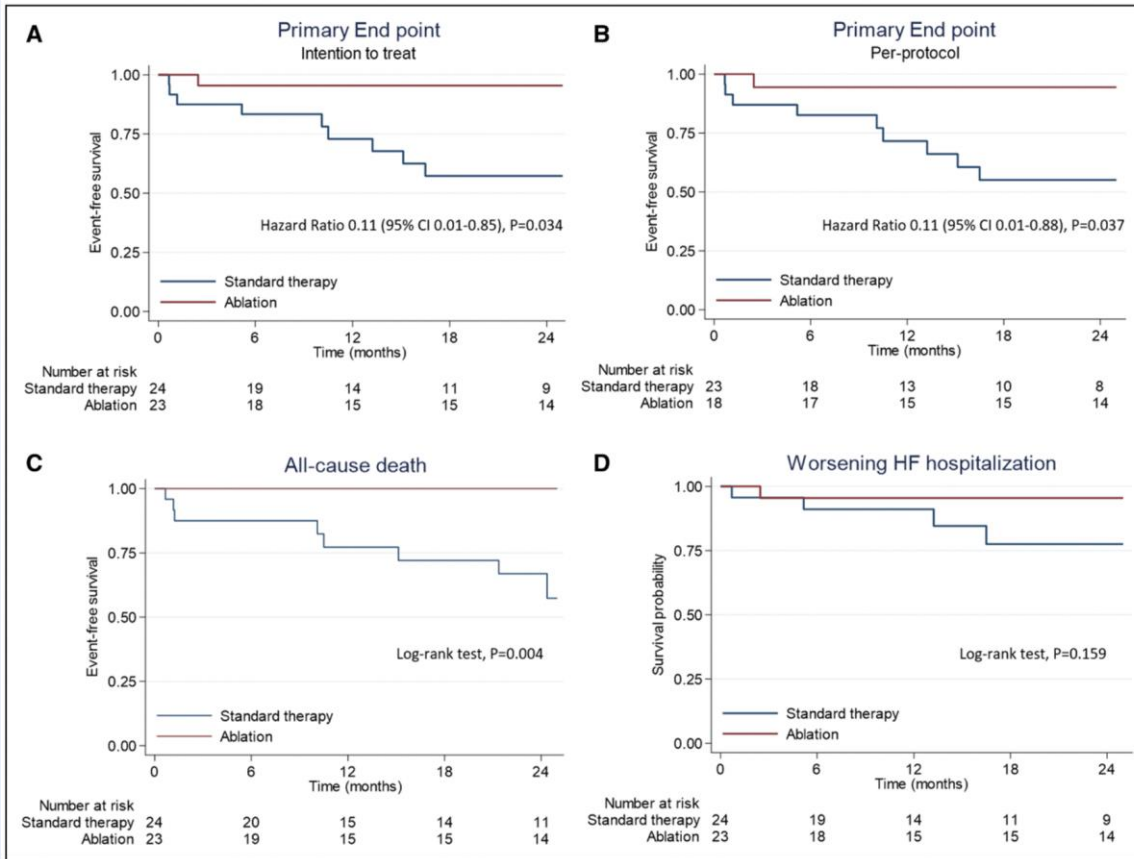 A
Primary End point
Intention to treat
1.00
0.75
0.50
0.25
0.00
Event-free survival
Hazard Ratio 0.11 (95% CI 0.01-0.85), P=0.034
Standard therapy
Ablation
0 6 12 18 24
Time (months)
Number at risk
Standard therapy 24 19 14 11 9
Ablation 23 18 15 15 14
B
Primary End point
Per-protocol
1.00
0.75
0.50
0.25
0.00
Event-free survival
Hazard Ratio 0.11 (95% CI 0.01-0.88), P=0.037
Standard therapy
Ablation
0 6 12 18 24
Time (months)
Number at risk
Standard therapy 23 18 13 10 8
Ablation 18 17 15 15 14
C
All-cause death
1.00
0.75
0.50
0.25
0.00
Event-free survival
Log-rank test, P=0.004
Standard therapy
Ablation
0 6 12 18 24
Time (months)
Number at risk
Standard therapy 24 20 15 14 11
Ablation 23 19 15 15 14
D
Worsening HF hospitalization
1.00
0.75
0.50
0.25
0.00
Survival probability
Log-rank test, P=0.159
Standard therapy
Ablation
0 6 12 18 24
Time (months)
Number at risk
Standard therapy 24 19 14 11 9
Ablation 23 18 15 15 14